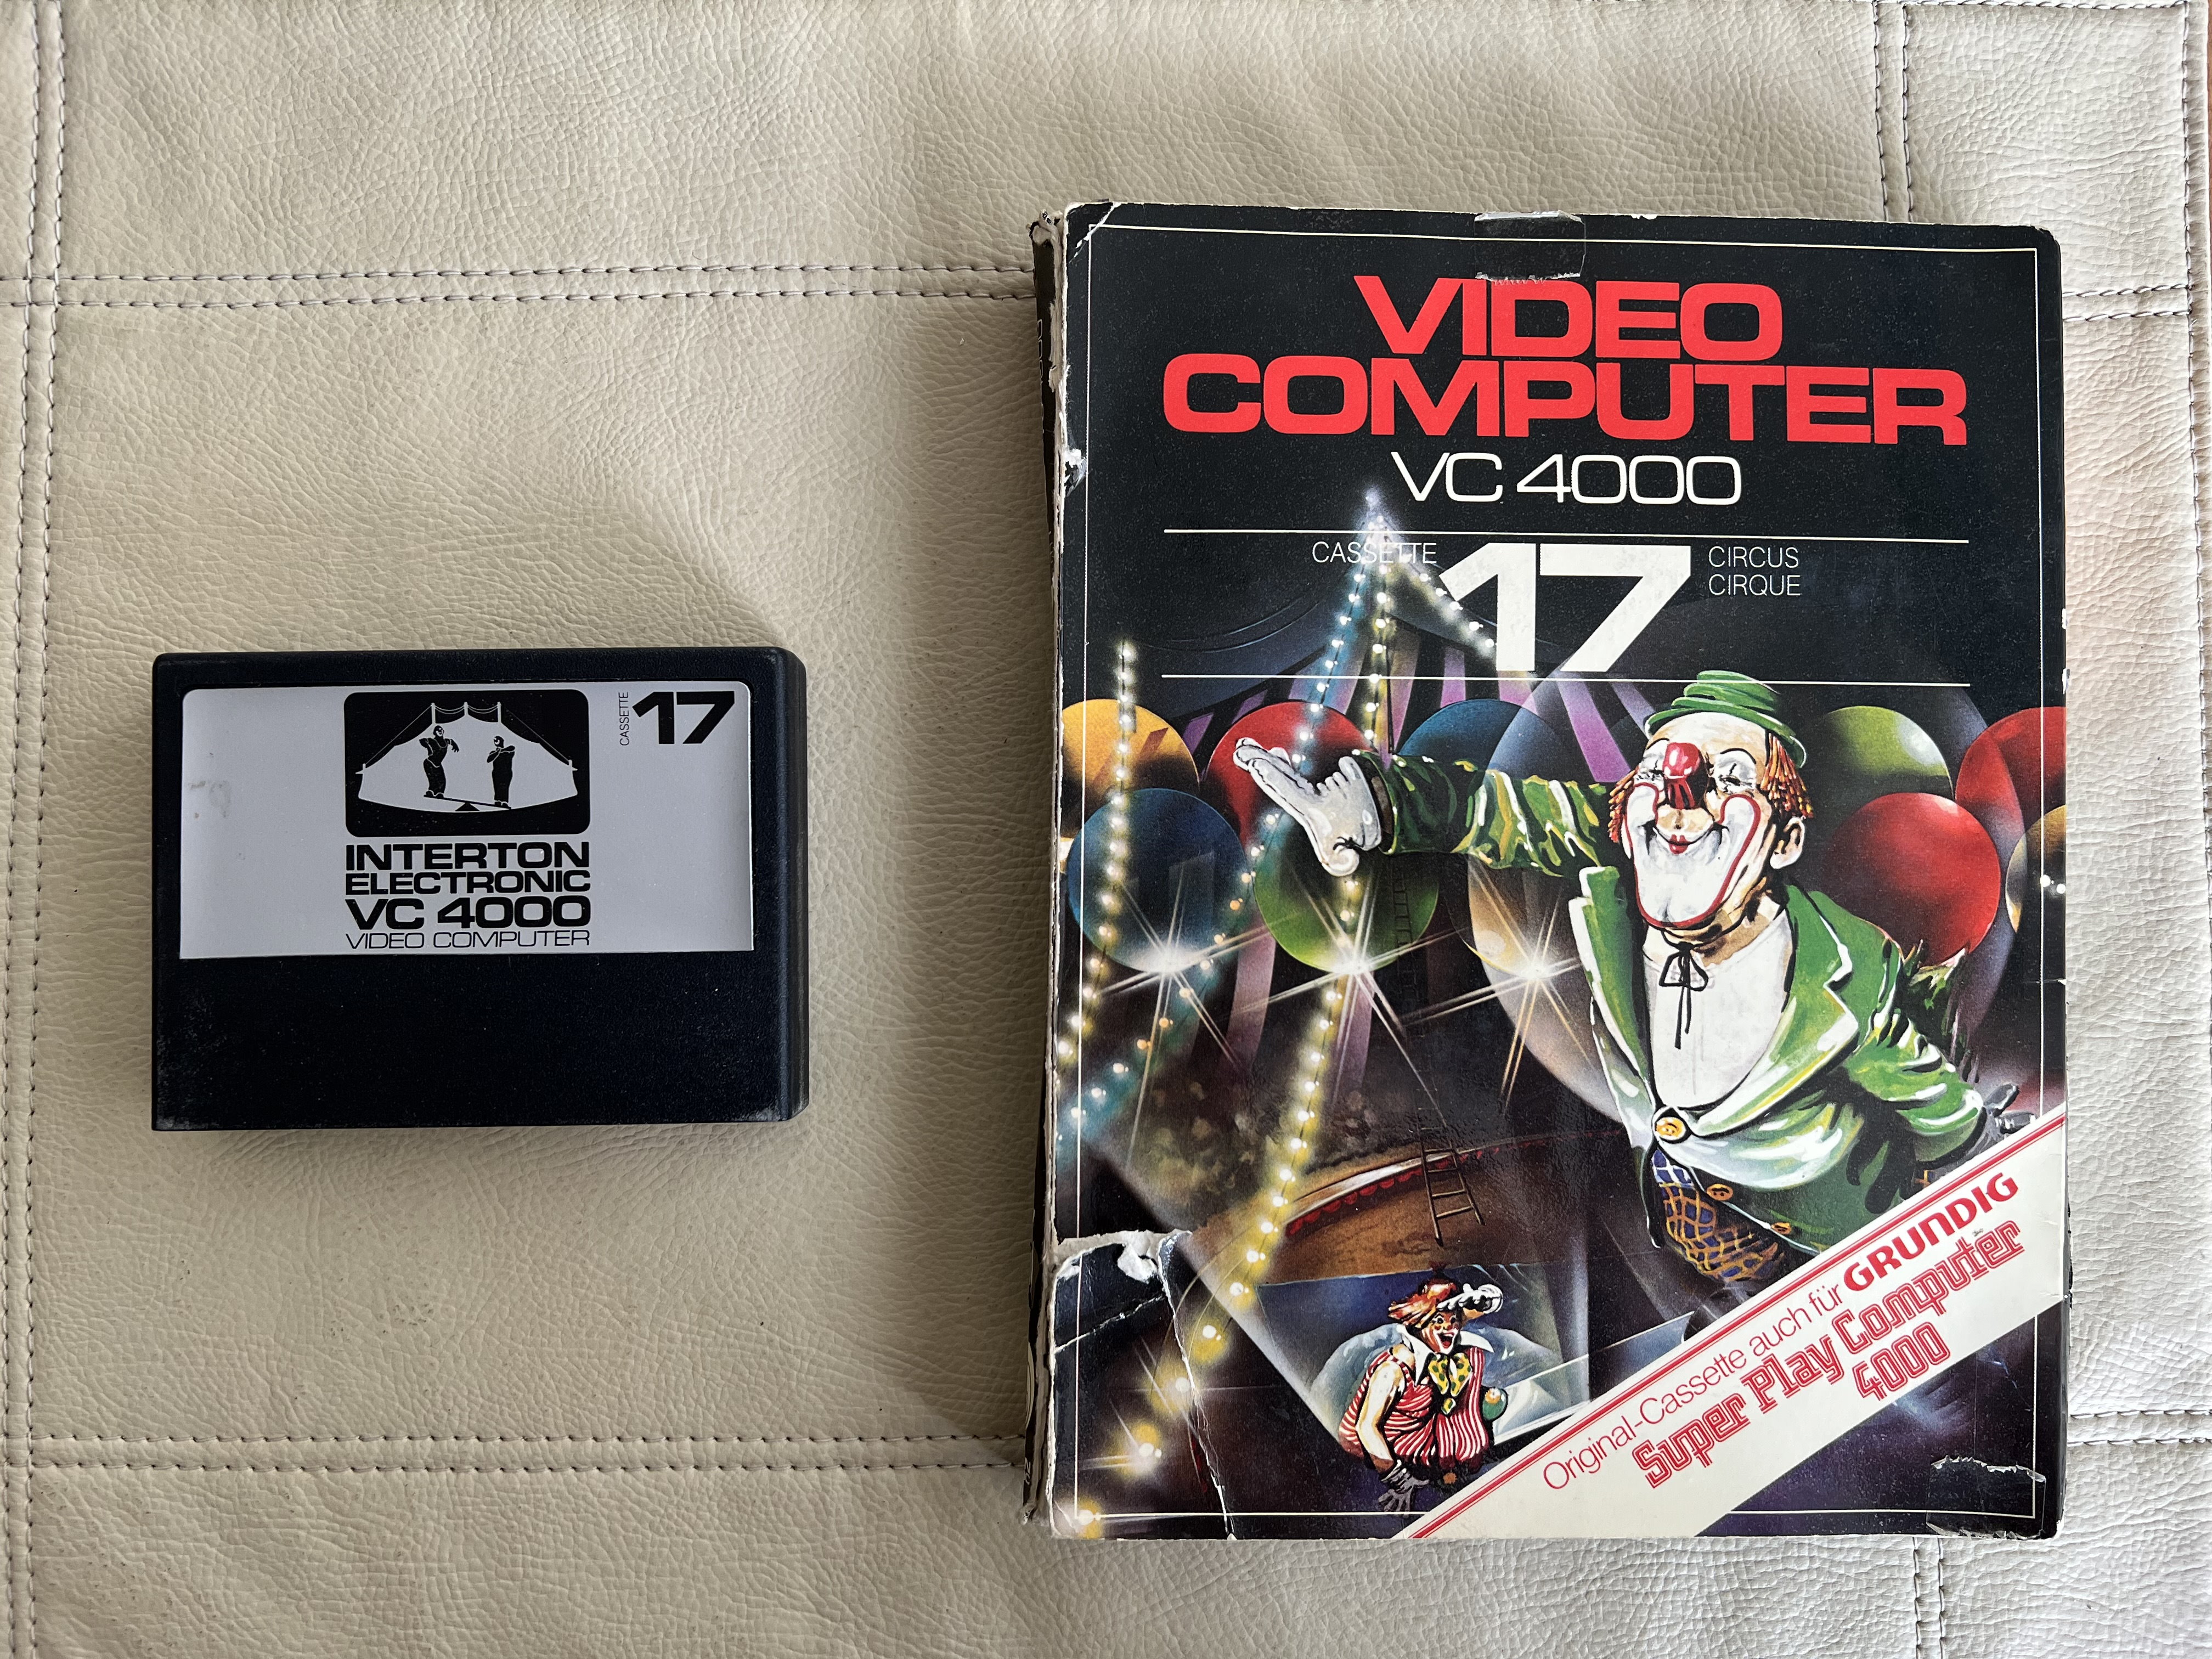 CASSETTE
17
INTERTON
ELECTRONIC
VC 4000
VIDEO COMPUTER
VIDEO
COMPUTER
VC 4000
CASSETTE 17 CIRCUS
CIRQUE
Original-Cassette auch für GRUNDIG
Super Play Computer
4000